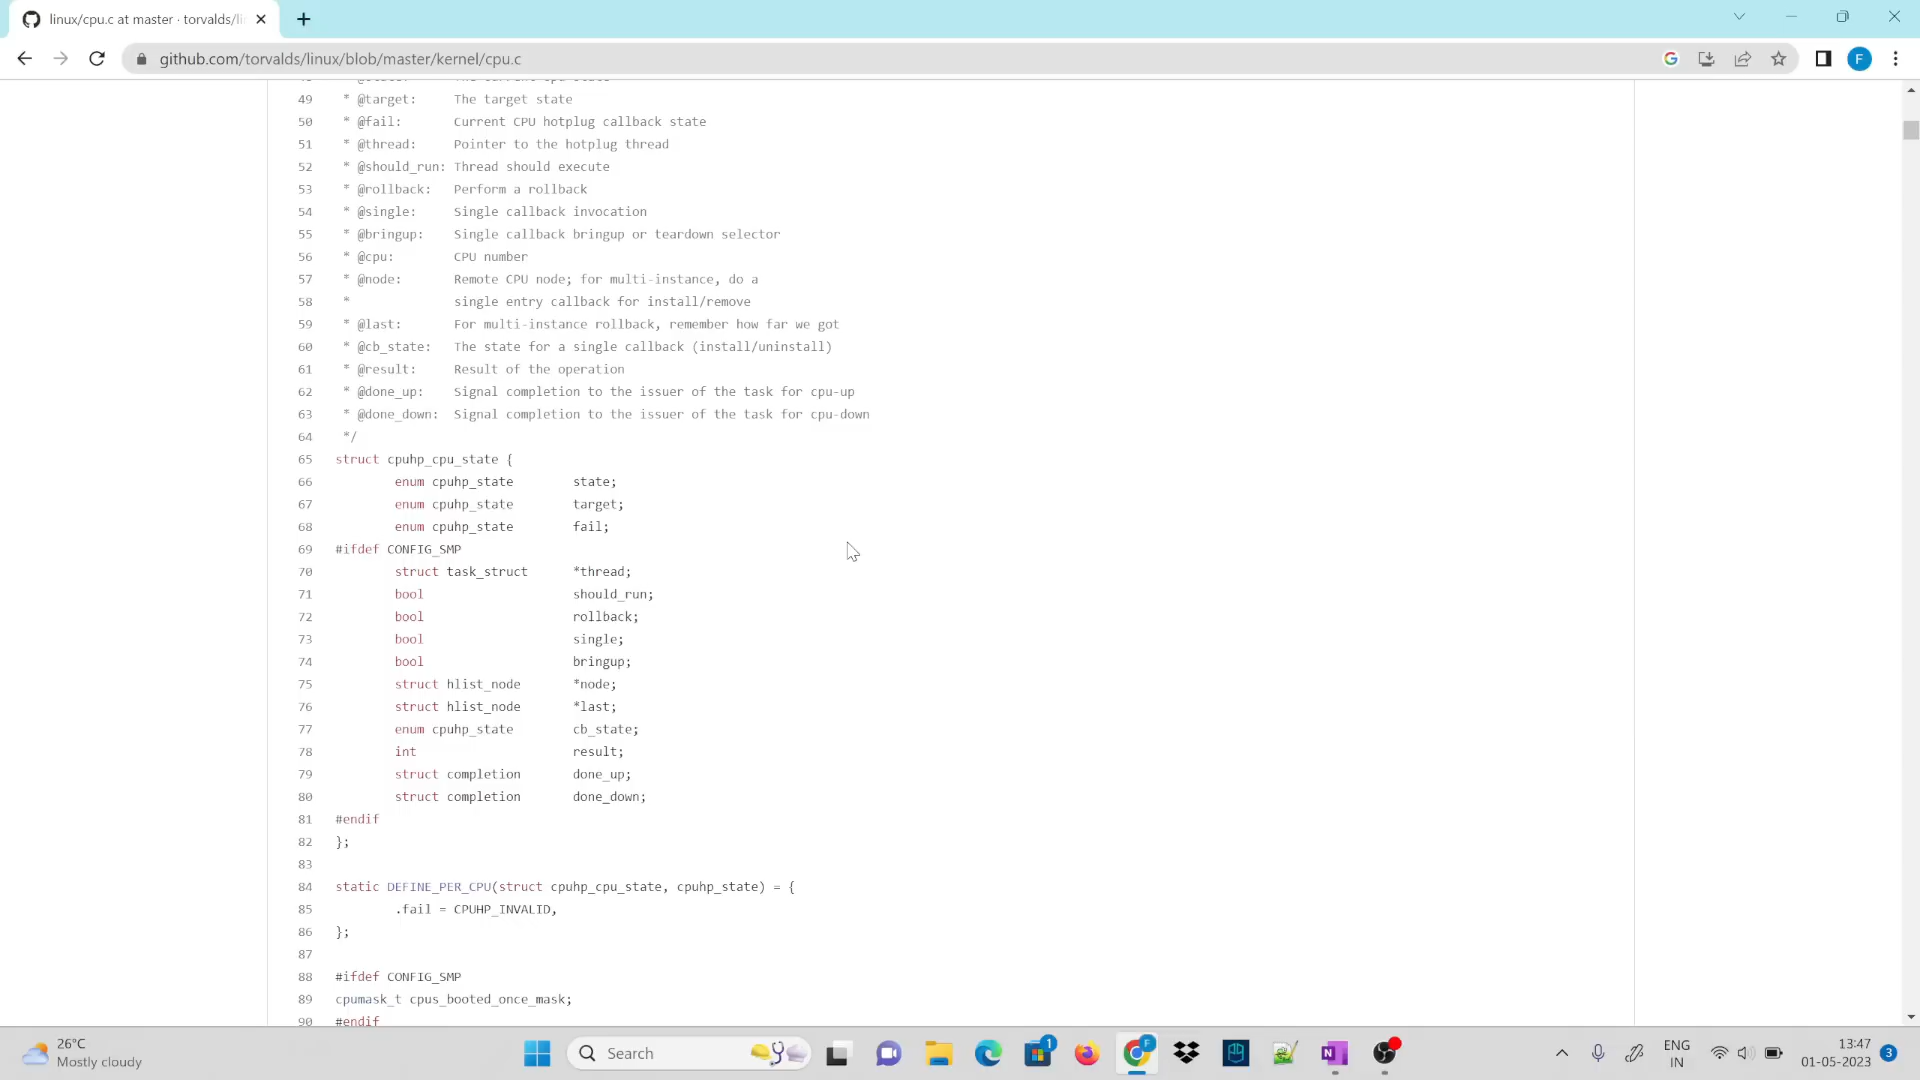 linux/cpu.c at master · torvalds/li
github.com/torvalds/linux/blob/master/kernel/cpu.c
F
49 * @target: The target state
50 * @fail: Current CPU hotplug callback state
51 * @thread: Pointer to the hotplug thread
52 * @should_run: Thread should execute
53 * @rollback: Perform a rollback
54 * @single: Single callback invocation
55 * @bringup: Single callback bringup or teardown selector
56 * @cpu: CPU number
57 * @node: Remote CPU node; for multi-instance, do a
58 * single entry callback for install/remove
59 * @last: For multi-instance rollback, remember how far we got
60 * @cb_state: The state for a single callback (install/uninstall)
61 * @result: Result of the operation
62 * @done_up: Signal completion to the issuer of the task for cpu-up
63 * @done_down: Signal completion to the issuer of the task for cpu-down
64 */
65 struct cpuhp_cpu_state {
66 enum cpuhp_state state;
67 enum cpuhp_state target;
68 enum cpuhp_state fail;
69 #ifdef CONFIG_SMP
70 struct task_struct *thread;
71 bool should_run;
72 bool rollback;
73 bool single;
74 bool bringup;
75 struct hlist_node *node;
76 struct hlist_node *last;
77 enum cpuhp_state cb_state;
78 int result;
79 struct completion done_up;
80 struct completion done_down;
81 #endif
82 };
83
84 static DEFINE_PER_CPU(struct cpuhp_cpu_state, cpuhp_state) = {
85 .fail = CPUHP_INVALID,
86 };
87
88 #ifdef CONFIG_SMP
89 cpumask_t cpus_booted_once_mask;
90 #endif
26°C
Mostly cloudy
Search
1
F
N
ENG
IN
13:47
01-05-2023
3